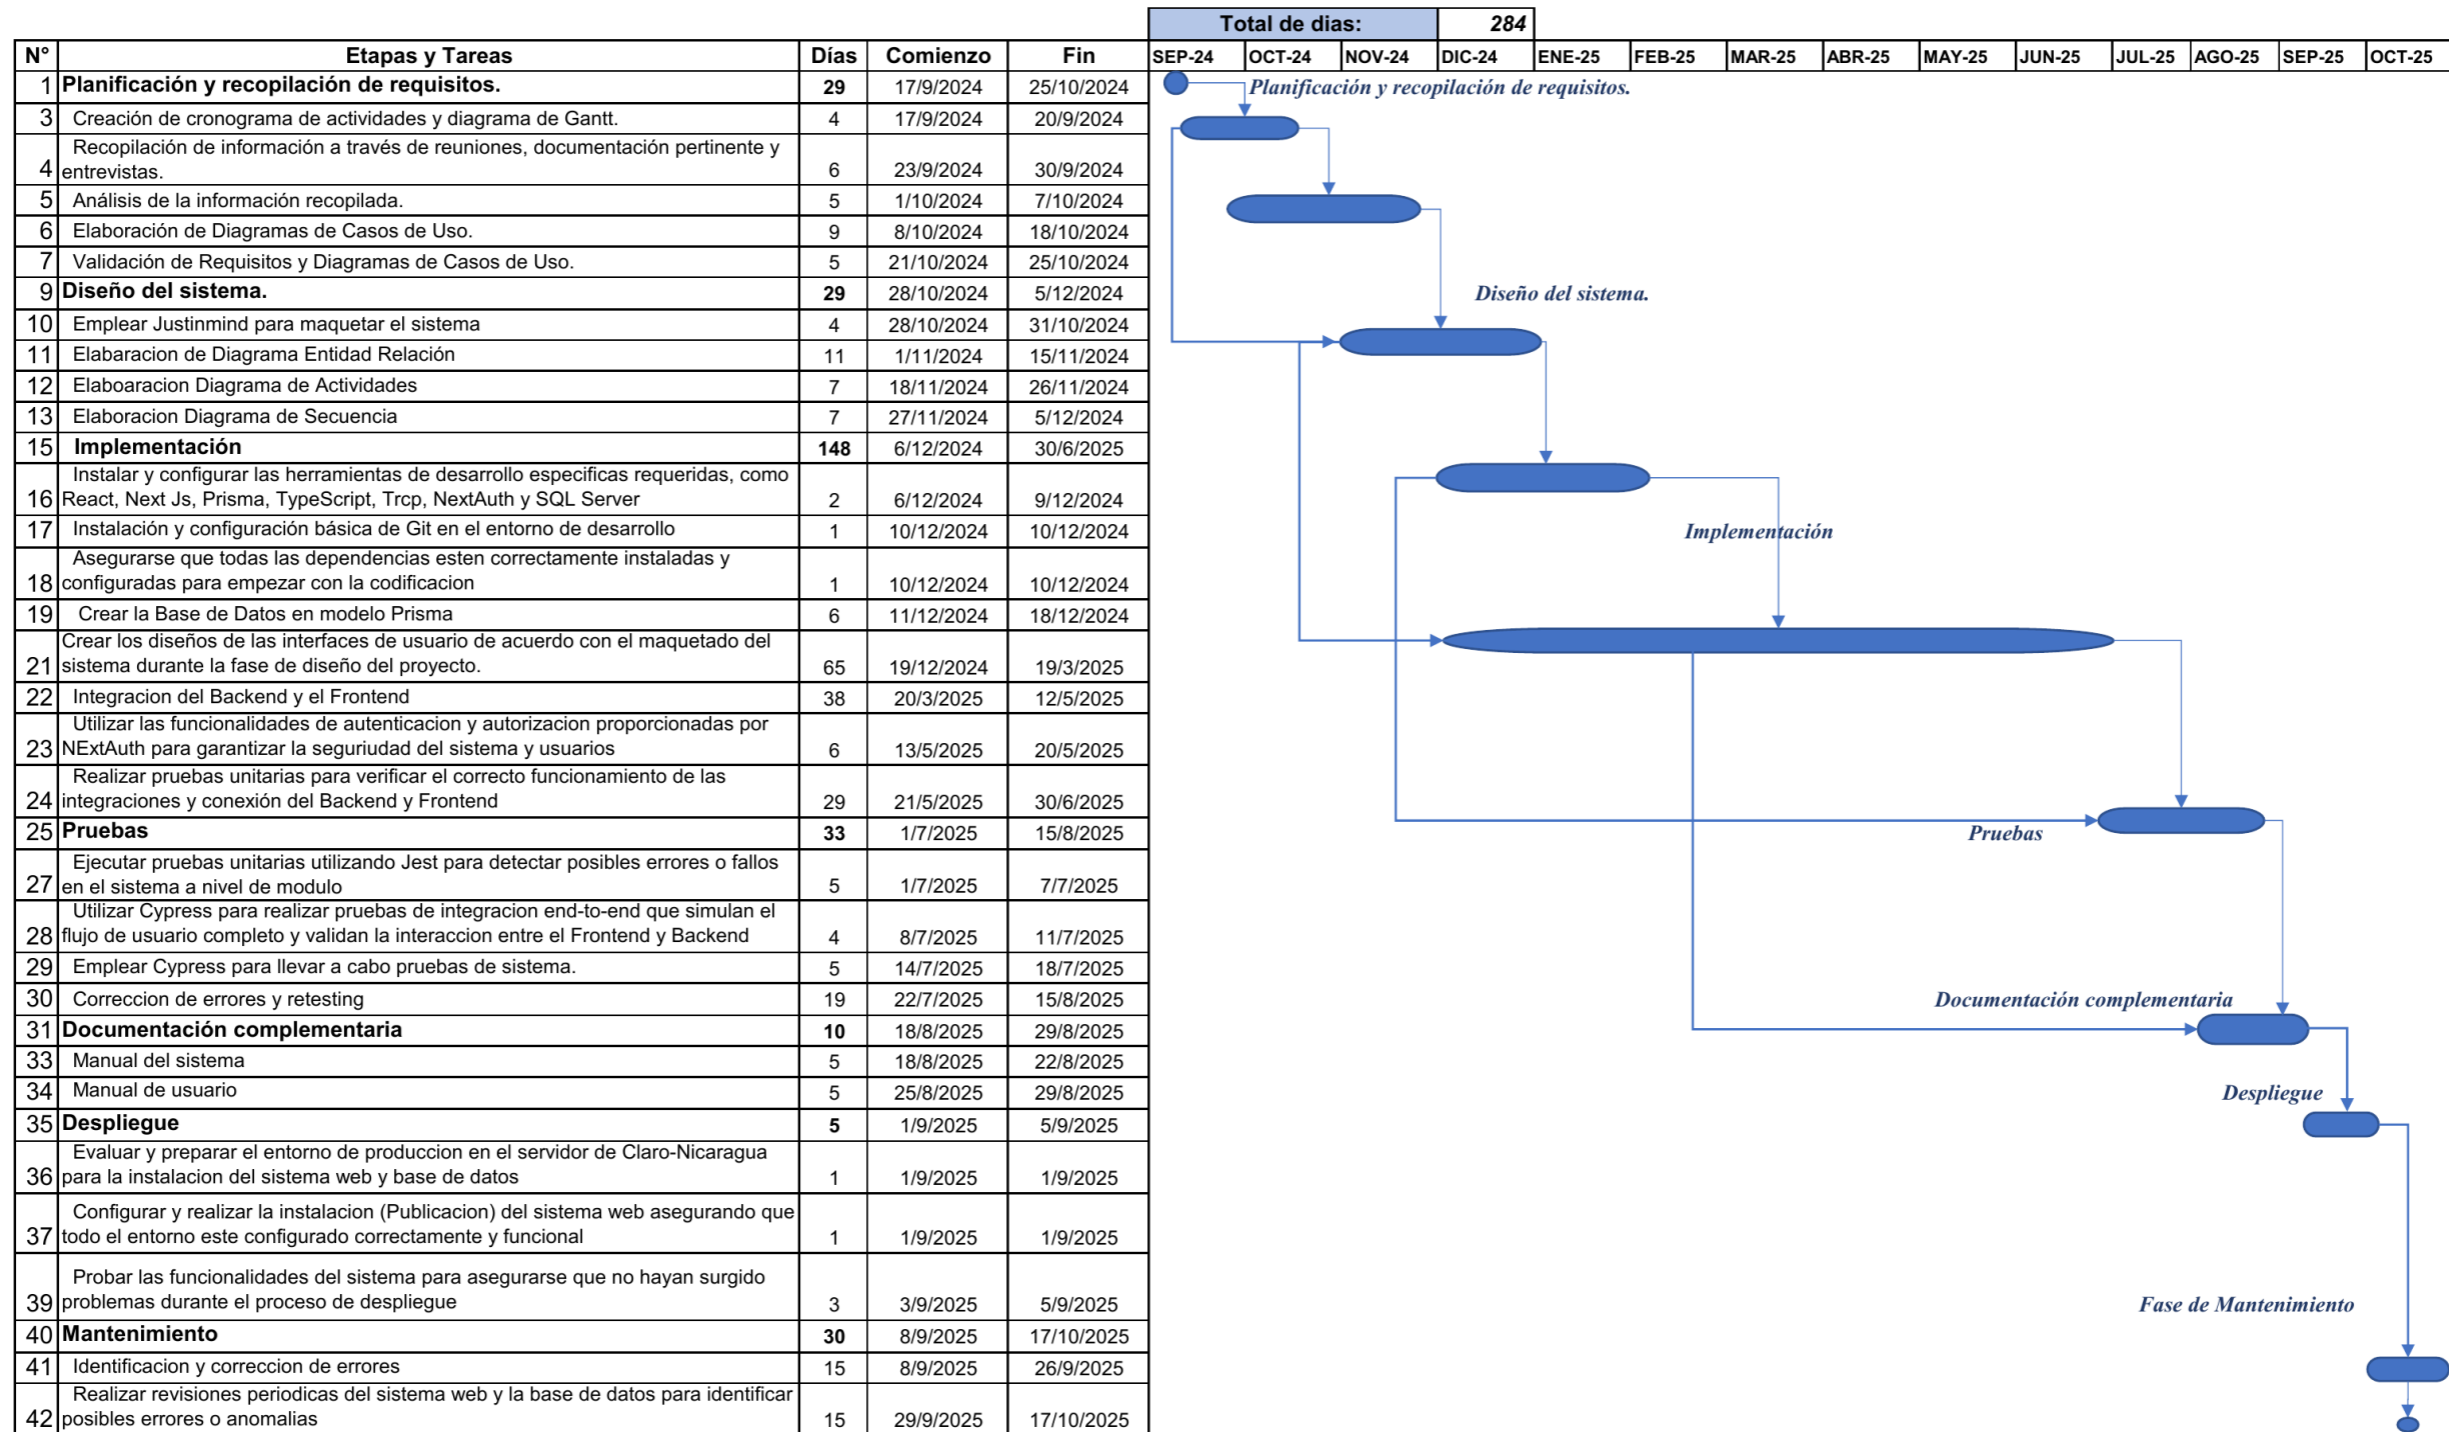 Total de dias: 284
N° Etapas y Tareas Días Comienzo Fin SEP-24 OCT-24 NOV-24 DIC-24 ENE-25 FEB-25 MAR-25 ABR-25 MAY-25 JUN-25 JUL-25 AGO-25 SEP-25 OCT-25
1 Planificación y recopilación de requisitos. 29 17/9/2024 25/10/2024 Planificación y recopilación de requisitos.
3 Creación de cronograma de actividades y diagrama de Gantt. 4 17/9/2024 20/9/2024
Recopilación de información a través de reuniones, documentación pertinente y
4 entrevistas. 6 23/9/2024 30/9/2024
5 Análisis de la información recopilada. 5 1/10/2024 7/10/2024
6 Elaboración de Diagramas de Casos de Uso. 9 8/10/2024 18/10/2024
7 Validación de Requisitos y Diagramas de Casos de Uso. 5 21/10/2024 25/10/2024
9 Diseño del sistema. 29 28/10/2024 5/12/2024 Diseño del sistema.
10 Emplear Justinmind para maquetar el sistema 4 28/10/2024 31/10/2024
11 Elabaracion de Diagrama Entidad Relación 11 1/11/2024 15/11/2024
12 Elaboaracion Diagrama de Actividades 7 18/11/2024 26/11/2024
13 Elaboracion Diagrama de Secuencia 7 27/11/2024 5/12/2024
15 Implementación 148 6/12/2024 30/6/2025
Instalar y configurar las herramientas de desarrollo especificas requeridas, como
16 React, Next Js, Prisma, TypeScript, Trcp, NextAuth y SQL Server 2 6/12/2024 9/12/2024
17 Instalación y configuración básica de Git en el entorno de desarrollo 1 10/12/2024 10/12/2024 Implementación
Asegurarse que todas las dependencias esten correctamente instaladas y
18 configuradas para empezar con la codificacion 1 10/12/2024 10/12/2024
19 Crear la Base de Datos en modelo Prisma 6 11/12/2024 18/12/2024
Crear los diseños de las interfaces de usuario de acuerdo con el maquetado del
21 sistema durante la fase de diseño del proyecto. 65 19/12/2024 19/3/2025
22 Integracion del Backend y el Frontend 38 20/3/2025 12/5/2025
Utilizar las funcionalidades de autenticacion y autorizacion proporcionadas por
23 NExtAuth para garantizar la seguriudad del sistema y usuarios 6 13/5/2025 20/5/2025
Realizar pruebas unitarias para verificar el correcto funcionamiento de las
24 integraciones y conexión del Backend y Frontend 29 21/5/2025 30/6/2025
25 Pruebas 33 1/7/2025 15/8/2025 Pruebas
Ejecutar pruebas unitarias utilizando Jest para detectar posibles errores o fallos
27 en el sistema a nivel de modulo 5 1/7/2025 7/7/2025
Utilizar Cypress para realizar pruebas de integracion end-to-end que simulan el
28 flujo de usuario completo y validan la interaccion entre el Frontend y Backend 4 8/7/2025 11/7/2025
29 Emplear Cypress para llevar a cabo pruebas de sistema. 5 14/7/2025 18/7/2025
30 Correccion de errores y retesting 19 22/7/2025 15/8/2025 Documentación complementaria
31 Documentación complementaria 10 18/8/2025 29/8/2025
33 Manual del sistema 5 18/8/2025 22/8/2025
34 Manual de usuario 5 25/8/2025 29/8/2025 Despliegue
35 Despliegue 5 1/9/2025 5/9/2025
Evaluar y preparar el entorno de produccion en el servidor de Claro-Nicaragua
36 para la instalacion del sistema web y base de datos 1 1/9/2025 1/9/2025
Configurar y realizar la instalacion (Publicacion) del sistema web asegurando que
37 todo el entorno este configurado correctamente y funcional 1 1/9/2025 1/9/2025
Probar las funcionalidades del sistema para asegurarse que no hayan surgido
39 problemas durante el proceso de despliegue 3 3/9/2025 5/9/2025 Fase de Mantenimiento
40 Mantenimiento 30 8/9/2025 17/10/2025
41 Identificacion y correccion de errores 15 8/9/2025 26/9/2025
Realizar revisiones periodicas del sistema web y la base de datos para identificar
42 posibles errores o anomalias 15 29/9/2025 17/10/2025